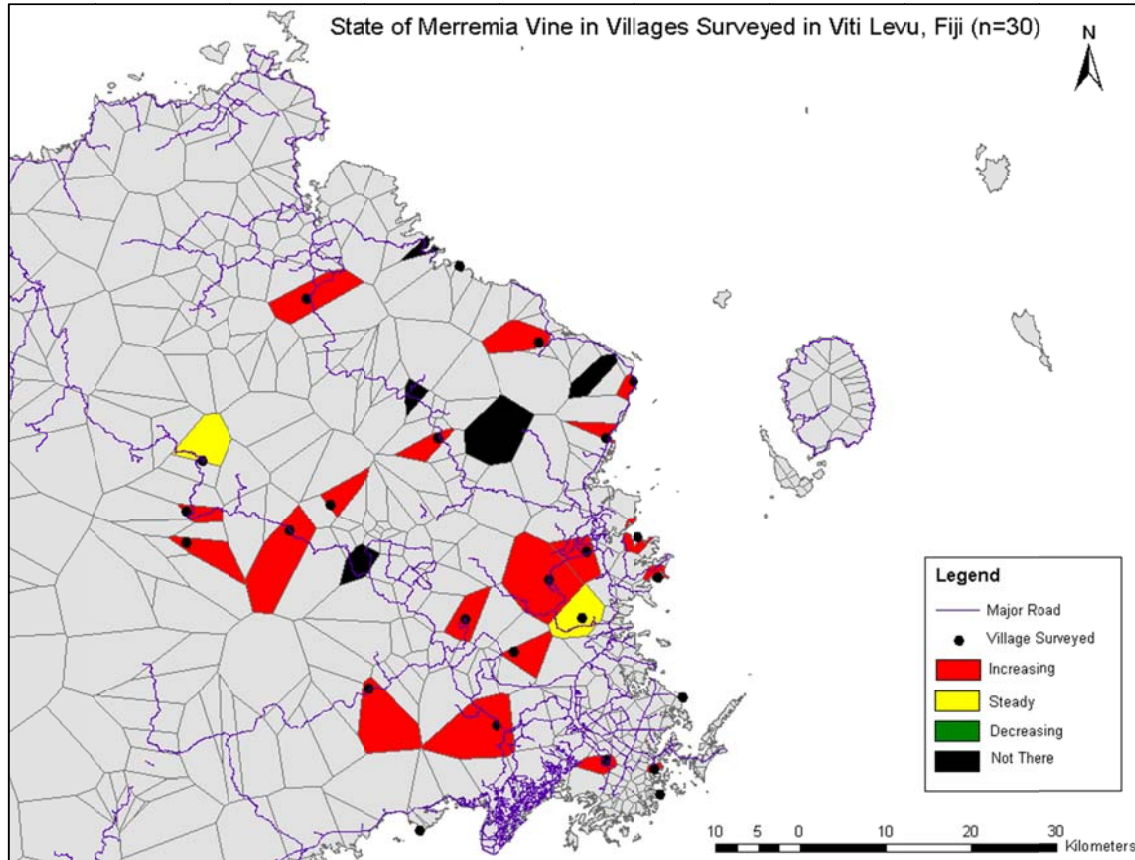 State of Merremia Vine in Villages Surveyed in Viti Levu, Fiji (n=30)
N
Legend
Major Road
Village Surveyed
Increasing
Steady
Decreasing
Not There
10 5 0 10 20 30
Kilometers